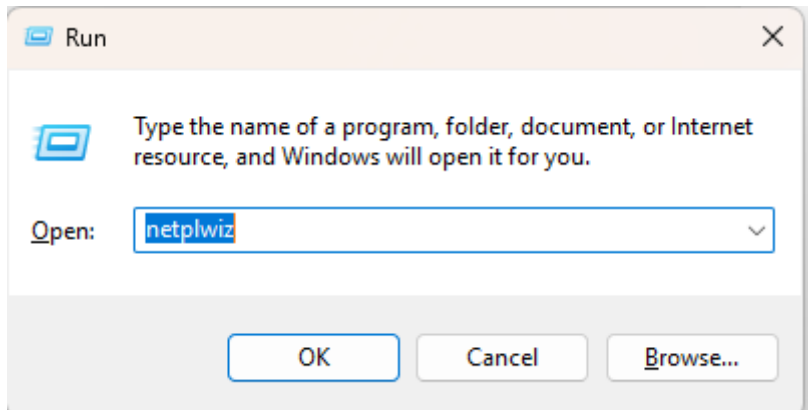 Run
Type the name of a program, folder, document, or Internet
resource, and Windows will open it for you.
Open: netplwiz
OK Cancel Browse...